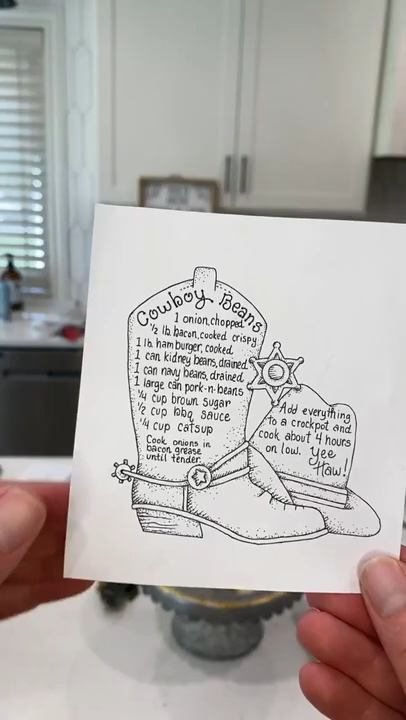 Cowboy Beans
1 onion, chopped
½ lb. bacon, cooked crispy
1 lb. hamburger, cooked
1 can kidney beans, drained
1 can navy beans, drained
1 large can pork-n-beans
¼ cup brown sugar
½ cup bbq sauce
¼ cup catsup
Cook onions in
bacon grease
until tender.
Add everything
to a crockpot and
cook about 4 hours
on low. Yee
Haw!